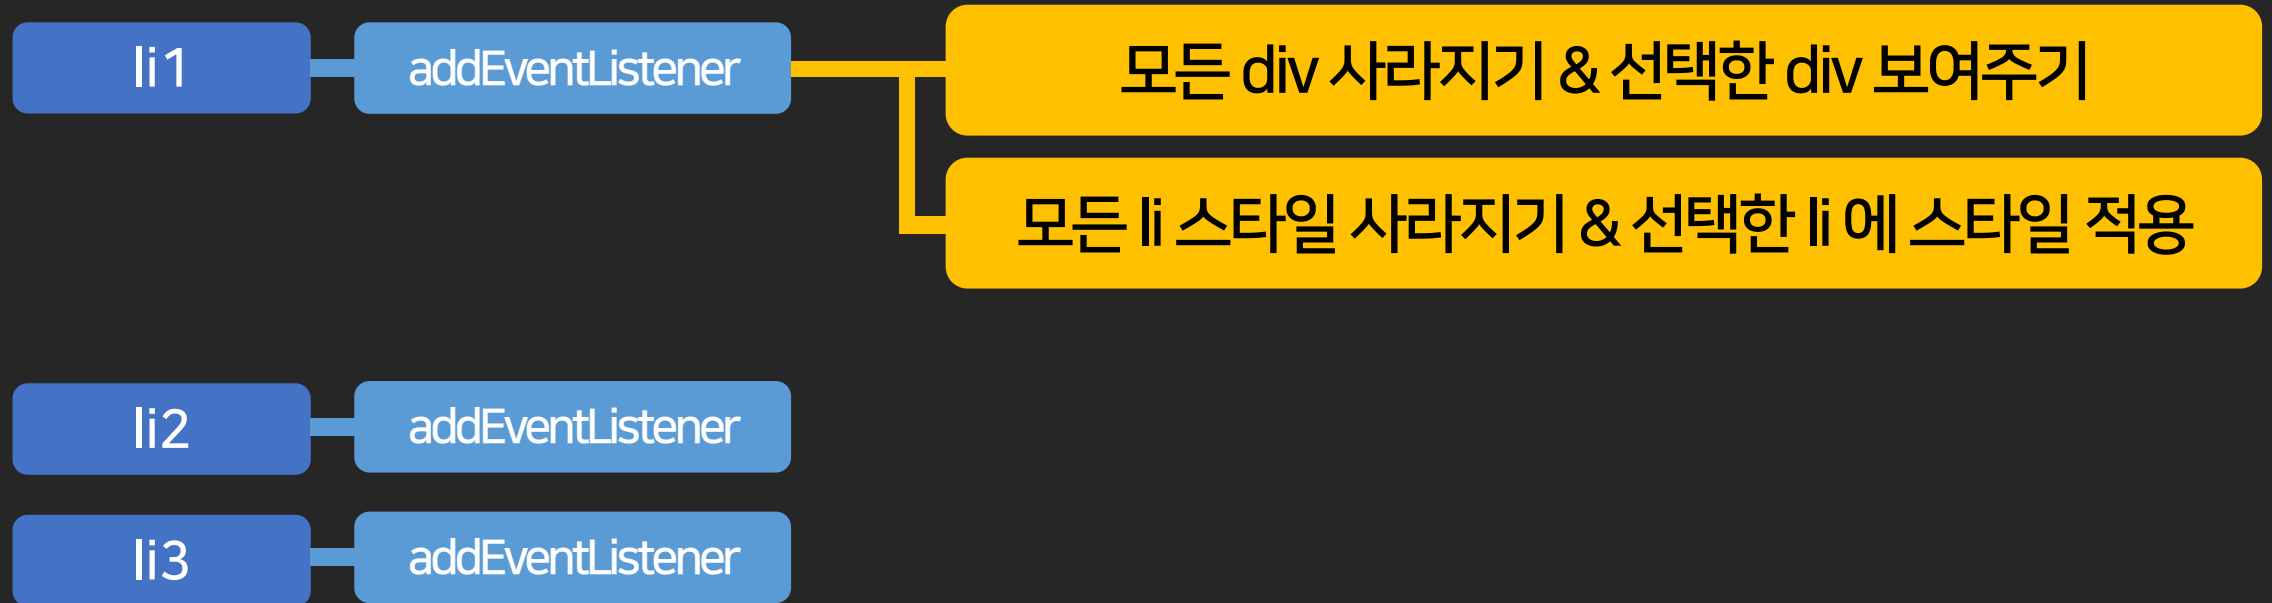 li1
addEventListener
모든 div 사라지기 & 선택한 div 보여주기
모든 li 스타일 사라지기 & 선택한 li 에 스타일 적용
li2
addEventListener
li3
addEventListener